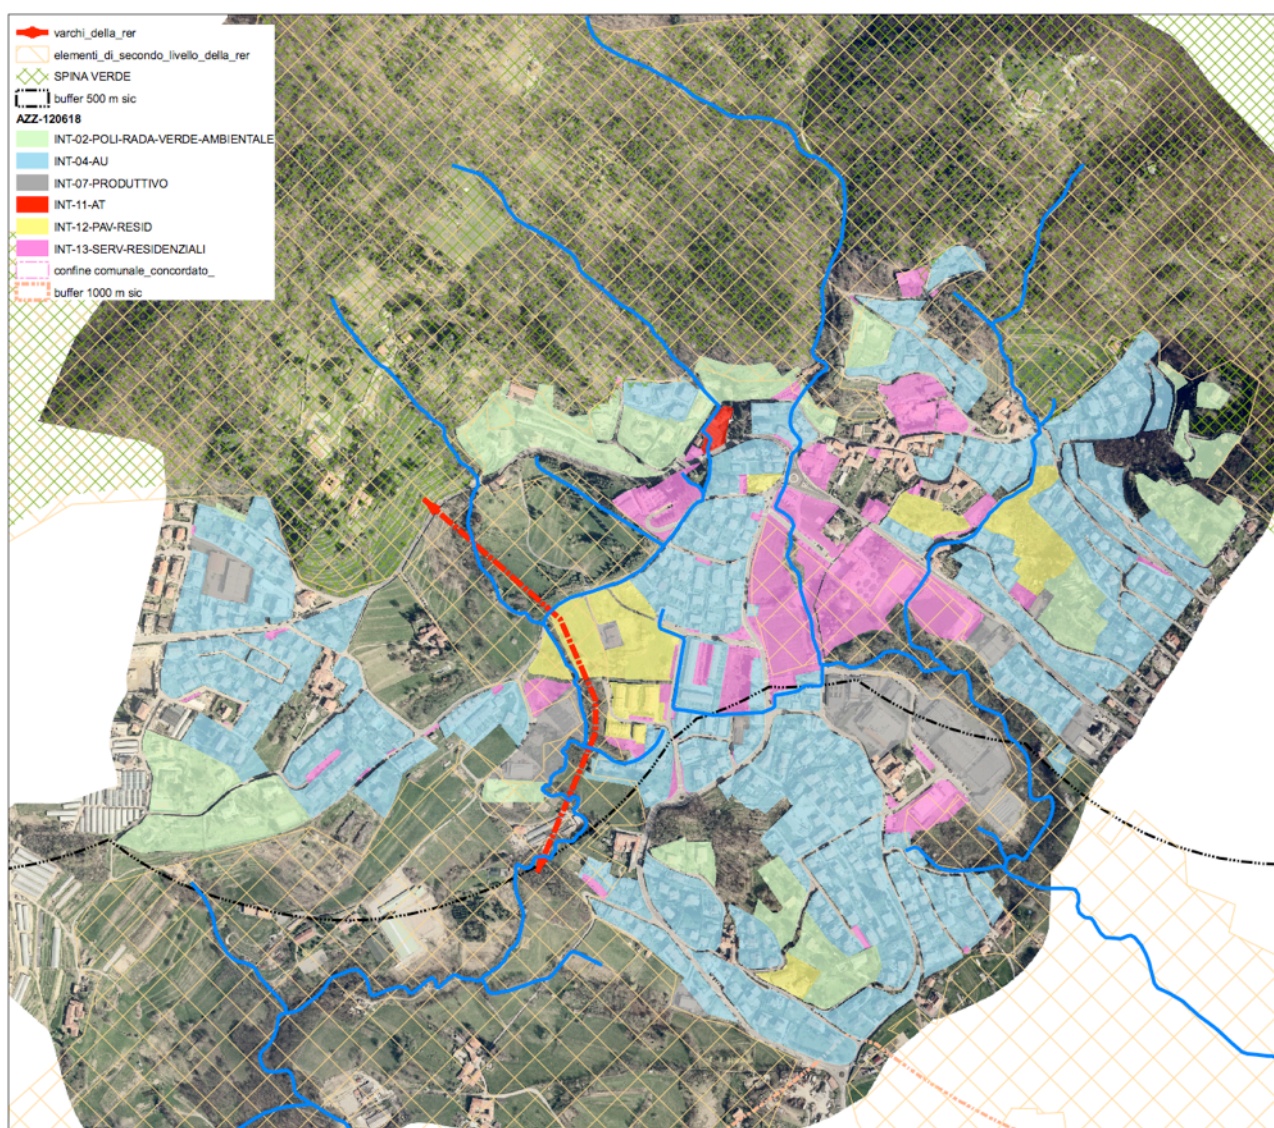 varchi_della_rer
elementi_di_secondo_livello_della_rer
SPINA VERDE
buffer 500 m sic
AZZ-120618
INT-02-POLI-RADA-VERDE-AMBIENTALE
INT-04-AU
INT-07-PRODUTTIVO
INT-11-AT
INT-12-PAV-RESID
INT-13-SERV-RESIDENZIALI
confine comunale_concordato_
buffer 1000 m sic